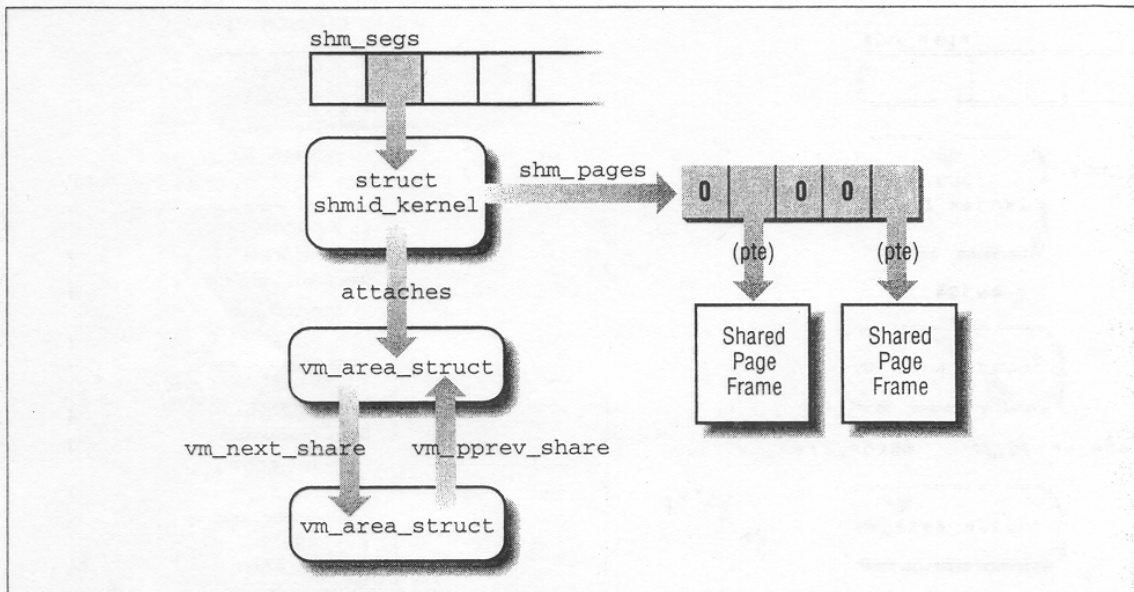 shm_segs
struct
shmid_kernel
shm_pages
0 0 0
(pte) (pte)
attaches
Shared
Page
Frame
Shared
Page
Frame
vm_area_struct
vm_next_share vm_pprev_share
vm_area_struct